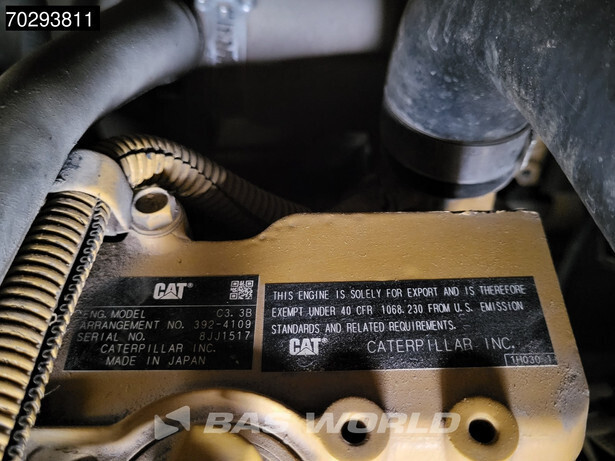 70293811
CAT
ENG. MODEL C3.3B
ARRANGEMENT NO. 392-4109
SERIAL NO. 8JJ1517
CATERPILLAR INC.
MADE IN JAPAN
THIS ENGINE IS SOLELY FOR EXPORT AND IS THEREFORE
EXEMPT UNDER 40 CFR 1068.230 FROM U.S. EMISSION
STANDARDS AND RELATED REQUIREMENTS.
CAT CATERPILLAR INC.
BAS WORLD